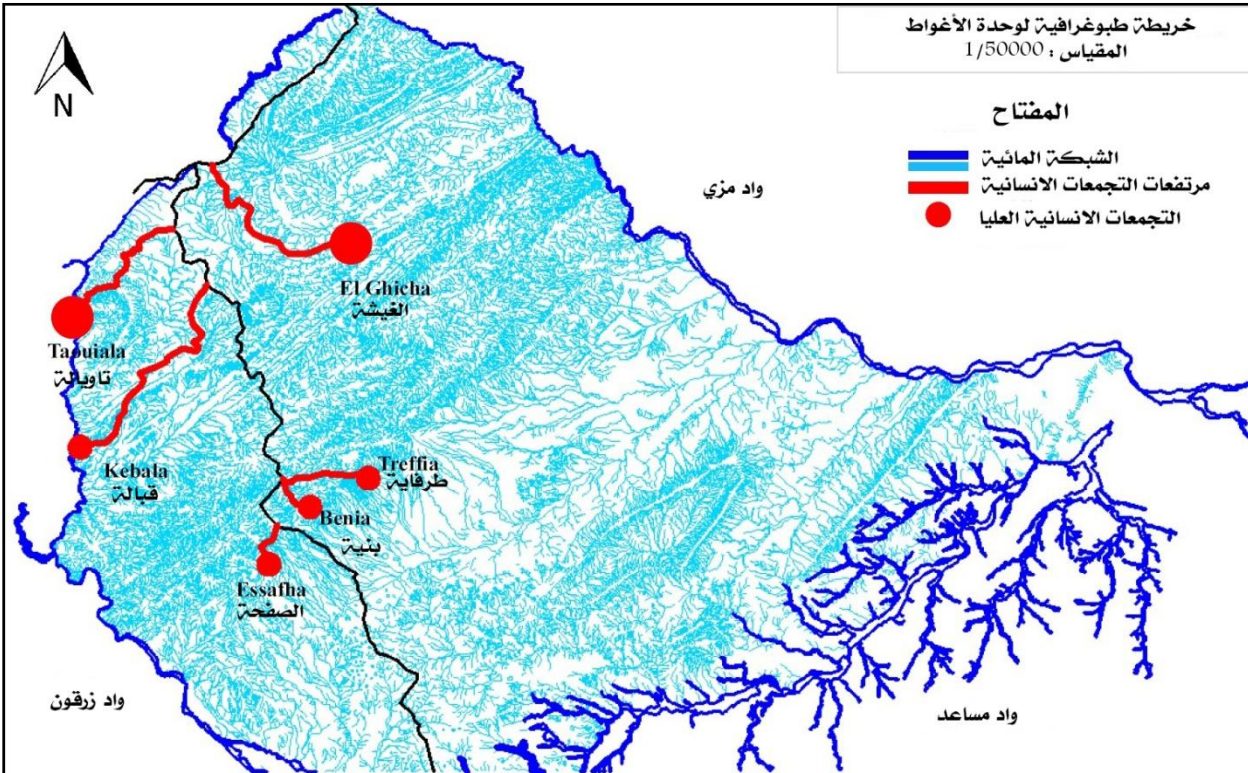 خريطة طبوغرافية لوحدة الأغواط
المقياس : 1/50000
N
المفتاح
الشبكة المائية
مرتفعات التجمعات الانسانية
التجمعات الانسانية العليا
واد مزي
El Ghicha
الغيشة
Taouiala
تاويالة
Kebala
قبالة
Treffia
طرفاية
Benia
بنية
Essafha
الصفحة
واد زرقون
واد مساعد